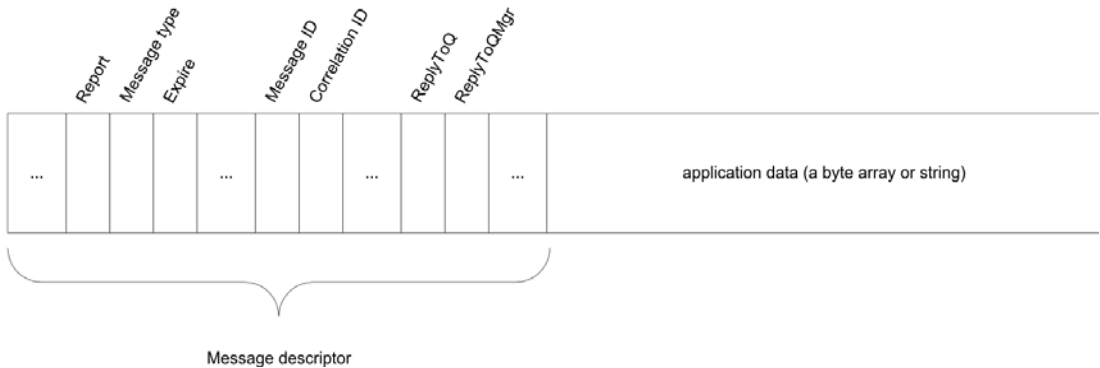 Report
Message type
Expire
Message ID
Correlation ID
ReplyToQ
ReplyToQMgr
...
...
...
...
application data (a byte array or string)
Message descriptor